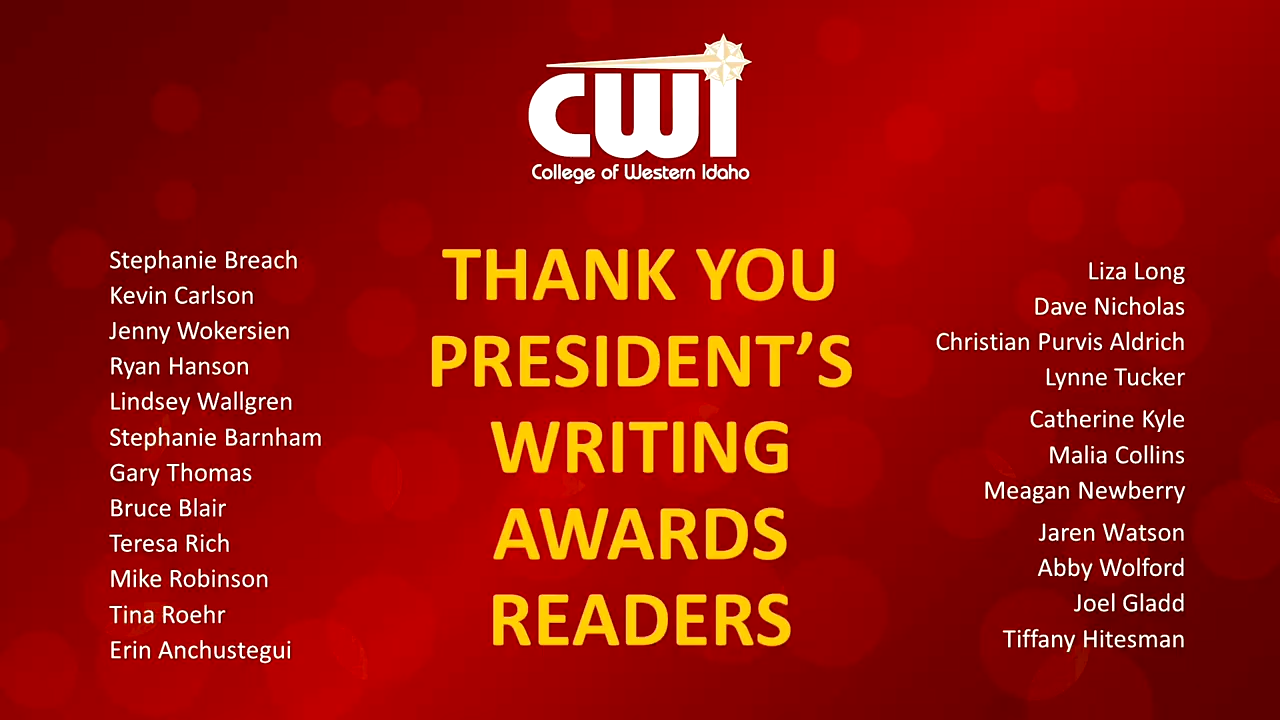 CWI
College of Western Idaho
Stephanie Breach
Kevin Carlson
Jenny Wokersien
Ryan Hanson
Lindsey Wallgren
Stephanie Barnham
Gary Thomas
Bruce Blair
Teresa Rich
Mike Robinson
Tina Roehr
Erin Anchustegui
THANK YOU
PRESIDENT’S
WRITING
AWARDS
READERS
Liza Long
Dave Nicholas
Christian Purvis Aldrich
Lynne Tucker
Catherine Kyle
Malia Collins
Meagan Newberry
Jaren Watson
Abby Wolford
Joel Gladd
Tiffany Hitesman